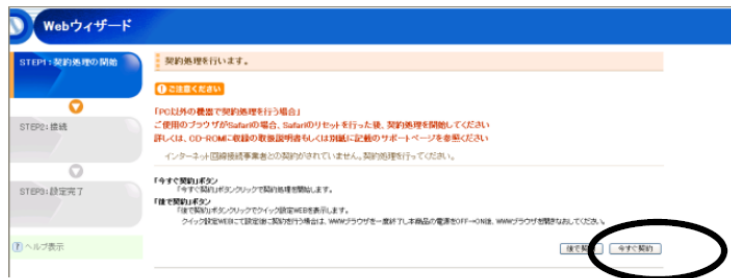 Webウィザード
STEP1:契約処理の開始
契約処理を行います。
ご注意ください
「PC以外の機器で契約処理を行う場合」
STEP2:接続
ご使用のブラウザがSafariの場合、Safariのリセットを行った後、契約処理を開始してください
詳しくは、CD-ROMに収録の取扱説明書もしくは別紙に記載のサポートページを参照ください
インターネット回線接続事業者との契約がされていません。契約処理を行ってください。
STEP3:設定完了
「今すぐ契約」ボタン
「今すぐ契約」ボタンクリックで契約処理を開始します。
「後で契約」ボタン
「後で契約」ボタンクリックでクイック設定WEBを表示します。
クイック設定WEBにて設定後ご契約を行う場合は、WWWブラウザを一度終了し本商品の電源をOFF→ON後、WWWブラウザを開きなおしてください。
ヘルプ表示
後で契
今すぐ契約